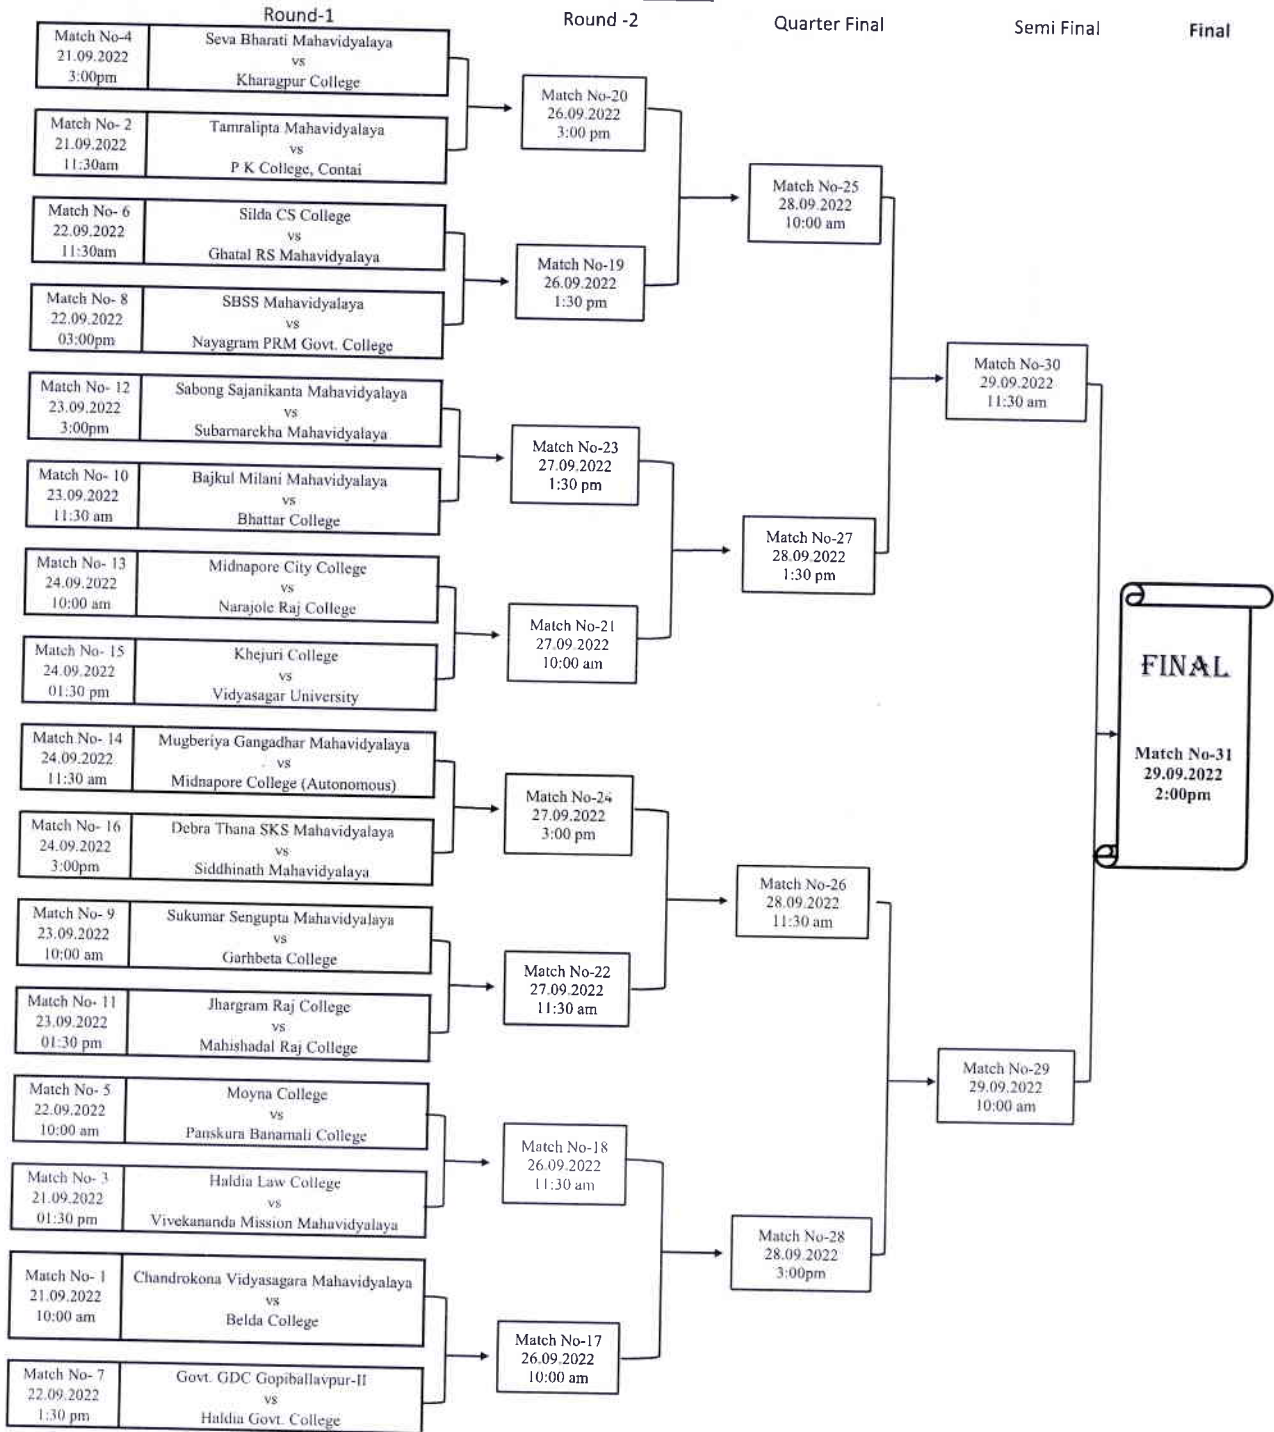 Round-1
Round -2
Quarter Final
Semi Final
Final
Match No-4
21.09.2022
3:00pm
Seva Bharati Mahavidyalaya
vs
Kharagpur College
Match No- 2
21.09.2022
11:30am
Tamralipta Mahavidyalaya
vs
P K College, Contai
Match No- 6
22.09.2022
11:30am
Silda CS College
vs
Ghatal RS Mahavidyalaya
Match No- 8
22.09.2022
03:00pm
SBSS Mahavidyalaya
vs
Nayagram PRM Govt. College
Match No- 12
23.09.2022
3:00pm
Sabong Sajanikanta Mahavidyalaya
vs
Subarnarekha Mahavidyalaya
Match No- 10
23.09.2022
11:30 am
Bajkul Milani Mahavidyalaya
vs
Bhattar College
Match No- 13
24.09.2022
10:00 am
Midnapore City College
vs
Narajole Raj College
Match No- 15
24.09.2022
01:30 pm
Khejuri College
vs
Vidyasagar University
Match No- 14
24.09.2022
11:30 am
Mugberiya Gangadhar Mahavidyalaya
vs
Midnapore College (Autonomous)
Match No- 16
24.09.2022
3:00pm
Debra Thana SKS Mahavidyalaya
vs
Siddhinath Mahavidyalaya
Match No- 9
23.09.2022
10:00 am
Sukumar Sengupta Mahavidyalaya
vs
Garhbeta College
Match No- 11
23.09.2022
01:30 pm
Jhargram Raj College
vs
Mahishadal Raj College
Match No- 5
22.09.2022
10:00 am
Moyna College
vs
Panskura Banamali College
Match No- 3
21.09.2022
01:30 pm
Haldia Law College
vs
Vivekananda Mission Mahavidyalaya
Match No- 1
21.09.2022
10:00 am
Chandrokona Vidyasagara Mahavidyalaya
vs
Belda College
Match No- 7
22.09.2022
1:30 pm
Govt. GDC Gopiballavpur-II
vs
Haldia Govt. College
Match No-20
26.09.2022
3:00 pm
Match No-19
26.09.2022
1:30 pm
Match No-23
27.09.2022
1:30 pm
Match No-21
27.09.2022
10:00 am
Match No-24
27.09.2022
3:00 pm
Match No-22
27.09.2022
11:30 am
Match No-18
26.09.2022
11:30 am
Match No-17
26.09.2022
10:00 am
Match No-25
28.09.2022
10:00 am
Match No-27
28.09.2022
1:30 pm
Match No-26
28.09.2022
11:30 am
Match No-28
28.09.2022
3:00pm
Match No-30
29.09.2022
11:30 am
Match No-29
29.09.2022
10:00 am
FINAL
Match No-31
29.09.2022
2:00pm